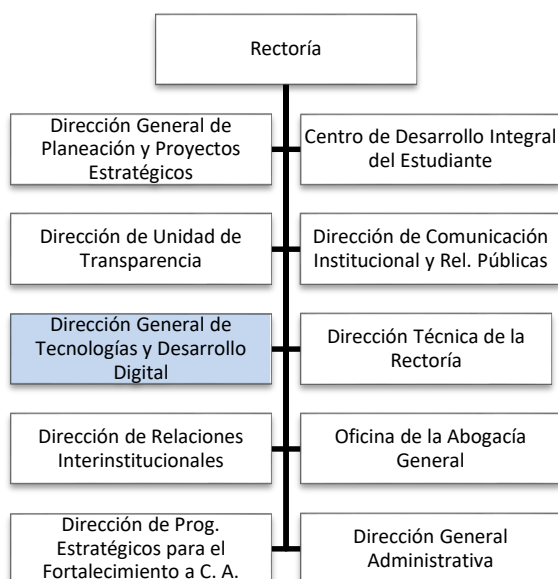 Rectoría
Dirección General de
Planeación y Proyectos
Estratégicos
Centro de Desarrollo Integral
del Estudiante
Dirección de Unidad de
Transparencia
Dirección de Comunicación
Institucional y Rel. Públicas
Dirección General de
Tecnologías y Desarrollo
Digital
Dirección Técnica de la
Rectoría
Dirección de Relaciones
Interinstitucionales
Oficina de la Abogacía
General
Dirección de Prog.
Estratégicos para el
Fortalecimiento a C. A.
Dirección General
Administrativa